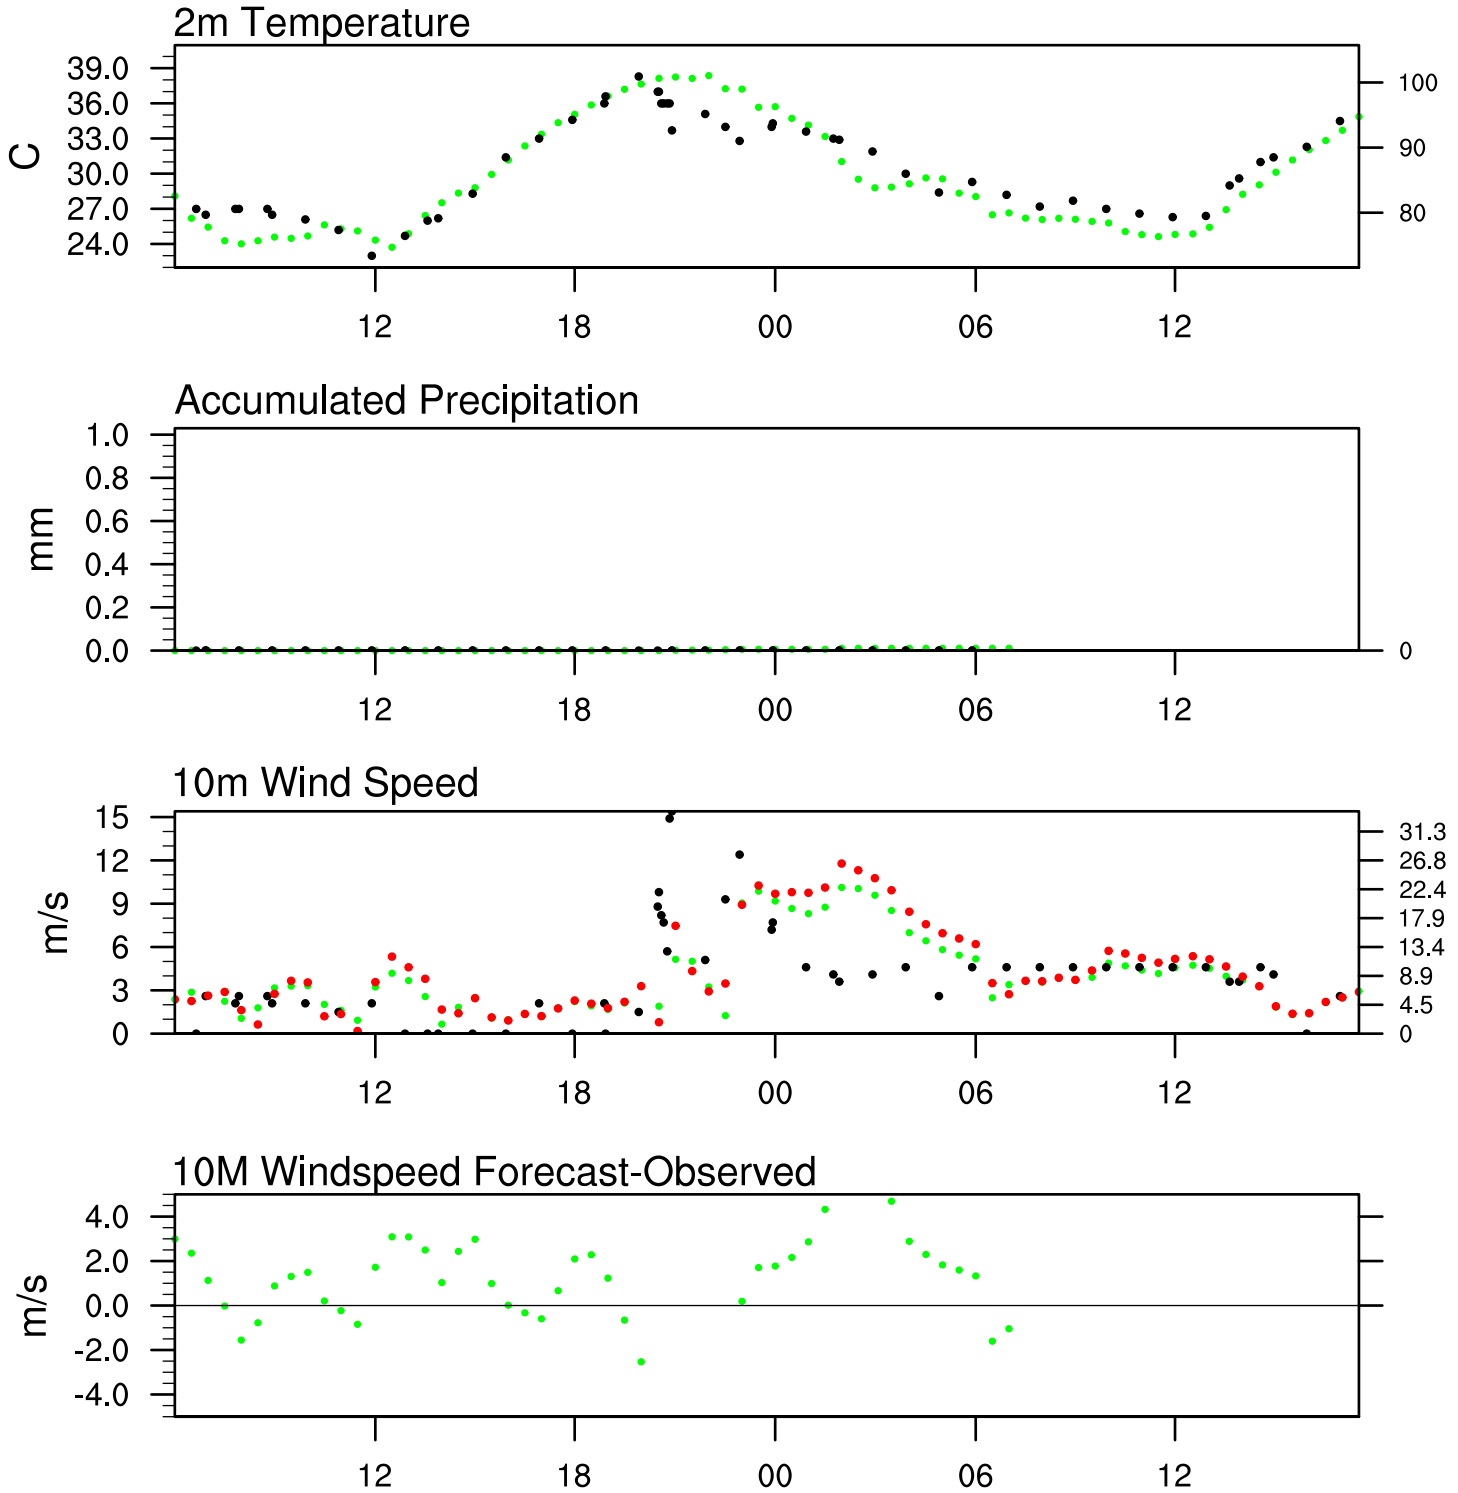 2m Temperature
39.0
36.0
33.0
30.0
27.0
24.0
C
100
90
80
12 18 00 06 12
Accumulated Precipitation
1.0
0.8
0.6
0.4
0.2
0.0
mm
0
12 18 00 06 12
10m Wind Speed
15
12
9
6
3
0
m/s
31.3
26.8
22.4
17.9
13.4
8.9
4.5
0
12 18 00 06 12
10M Windspeed Forecast-Observed
4.0
2.0
0.0
-2.0
-4.0
m/s
12 18 00 06 12